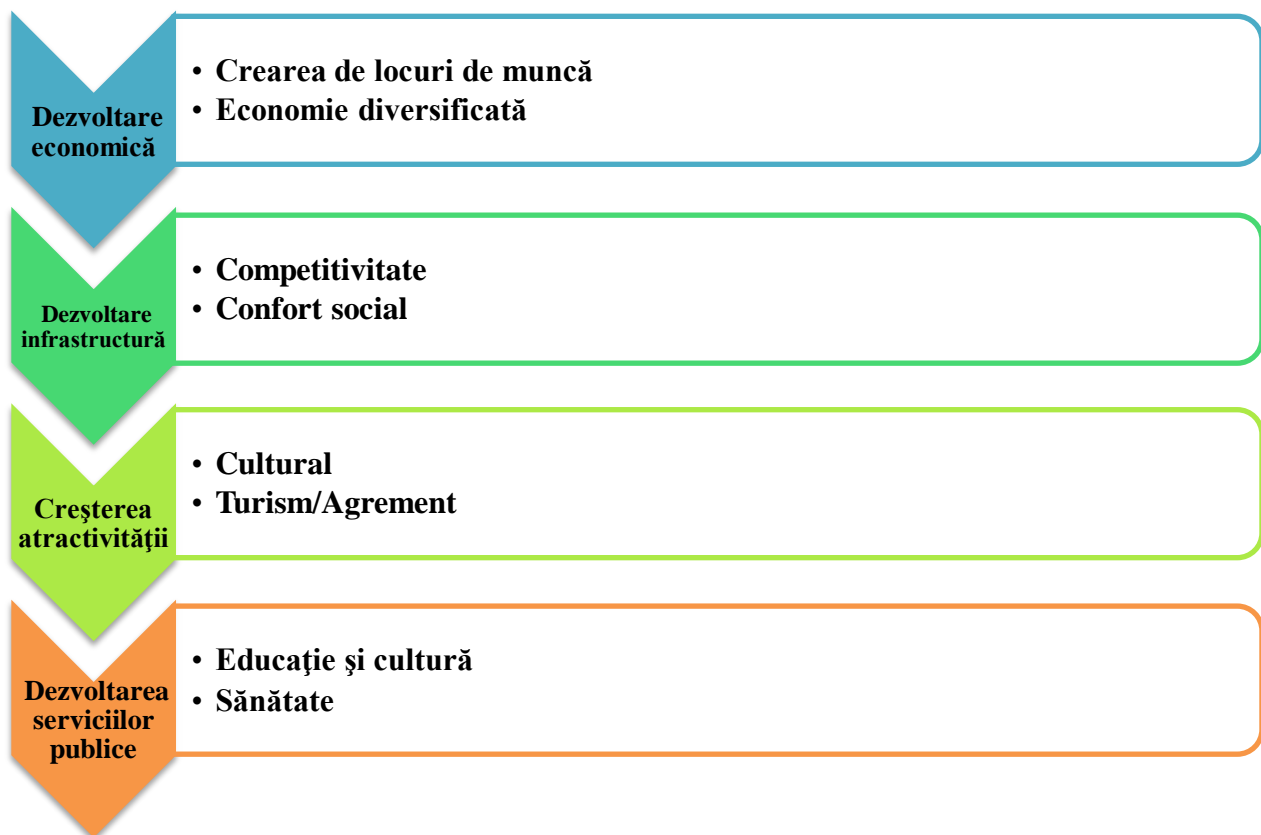 Dezvoltare
economică
• Crearea de locuri de muncă
• Economie diversificată
Dezvoltare
infrastructură
• Competitivitate
• Confort social
Creşterea
atractivităţii
• Cultural
• Turism/Agrement
Dezvoltarea
serviciilor
publice
• Educaţie şi cultură
• Sănătate